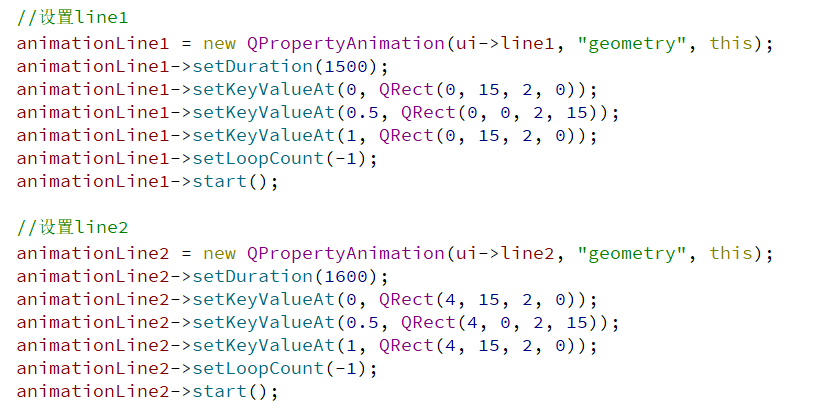 //设置line1
animationLine1 = new QPropertyAnimation(ui->line1, "geometry", this);
animationLine1->setDuration(1500);
animationLine1->setKeyValueAt(0, QRect(0, 15, 2, 0));
animationLine1->setKeyValueAt(0.5, QRect(0, 0, 2, 15));
animationLine1->setKeyValueAt(1, QRect(0, 15, 2, 0));
animationLine1->setLoopCount(-1);
animationLine1->start();

//设置line2
animationLine2 = new QPropertyAnimation(ui->line2, "geometry", this);
animationLine2->setDuration(1600);
animationLine2->setKeyValueAt(0, QRect(4, 15, 2, 0));
animationLine2->setKeyValueAt(0.5, QRect(4, 0, 2, 15));
animationLine2->setKeyValueAt(1, QRect(4, 15, 2, 0));
animationLine2->setLoopCount(-1);
animationLine2->start();